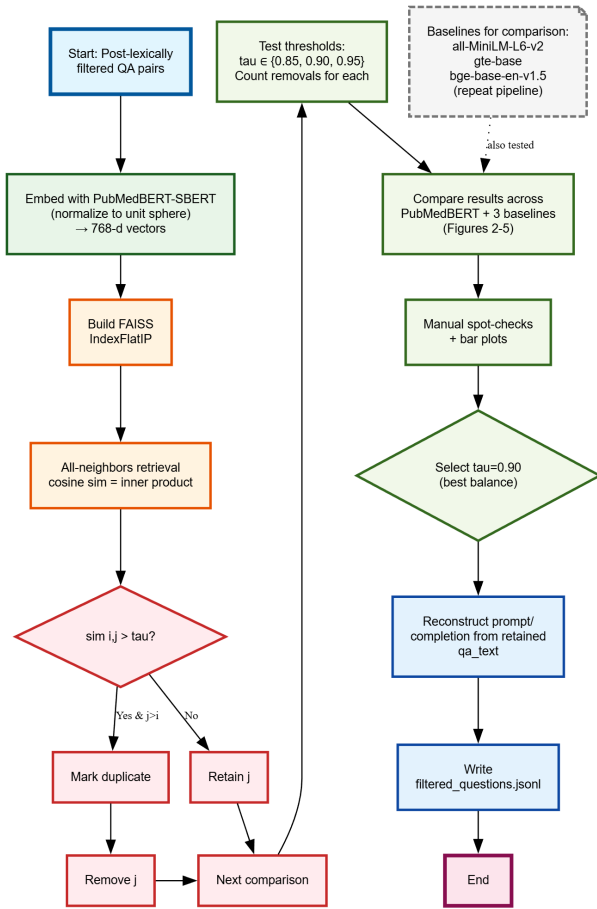 Start: Post-lexically
filtered QA pairs
Embed with PubMedBERT-SBERT
(normalize to unit sphere)
→ 768-d vectors
Build FAISS
IndexFlatIP
All-neighbors retrieval
cosine sim = inner product
sim i,j > tau?
Yes & j>i
No
Mark duplicate
Retain j
Remove j
Next comparison
Test thresholds:
tau ∈ {0.85, 0.90, 0.95}
Count removals for each
Baselines for comparison:
all-MiniLM-L6-v2
gte-base
bge-base-en-v1.5
(repeat pipeline)
also tested
Compare results across
PubMedBERT + 3 baselines
(Figures 2-5)
Manual spot-checks
+ bar plots
Select tau=0.90
(best balance)
Reconstruct prompt/
completion from retained
qa_text
Write
filtered_questions.jsonl
End